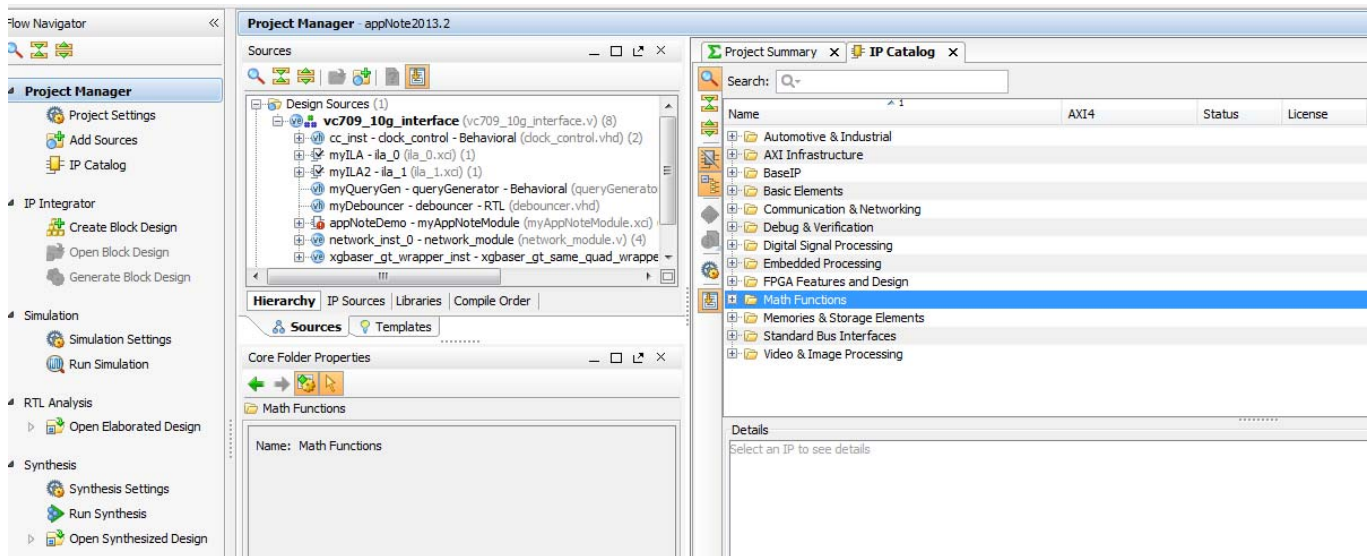 Flow Navigator
Project Manager
Project Settings
Add Sources
IP Catalog
IP Integrator
Create Block Design
Open Block Design
Generate Block Design
Simulation
Simulation Settings
Run Simulation
RTL Analysis
Open Elaborated Design
Synthesis
Synthesis Settings
Run Synthesis
Open Synthesized Design
Project Manager - appNote2013.2
Sources
Design Sources (1)
vc709_10g_interface (vc709_10g_interface.v) (8)
cc_inst - clock_control - Behavioral (clock_control.vhd) (2)
myILA - ila_0 (ila_0.xci) (1)
myILA2 - ila_1 (ila_1.xci) (1)
myQueryGen - queryGenerator - Behavioral (queryGenerato
myDebouncer - debouncer - RTL (debouncer.vhd)
appNoteDemo - myAppNoteModule (myAppNoteModule.xci)
network_inst_0 - network_module (network_module.v) (4)
xgbaser_gt_wrapper_inst - xgbaser_gt_same_quad_wrappe
Hierarchy IP Sources Libraries Compile Order
Sources Templates
Core Folder Properties
Math Functions
Name: Math Functions
Project Summary IP Catalog
Search:
Name 1 AXI4 Status License
Automotive & Industrial
AXI Infrastructure
BaseIP
Basic Elements
Communication & Networking
Debug & Verification
Digital Signal Processing
Embedded Processing
FPGA Features and Design
Math Functions
Memories & Storage Elements
Standard Bus Interfaces
Video & Image Processing
Details
Select an IP to see details